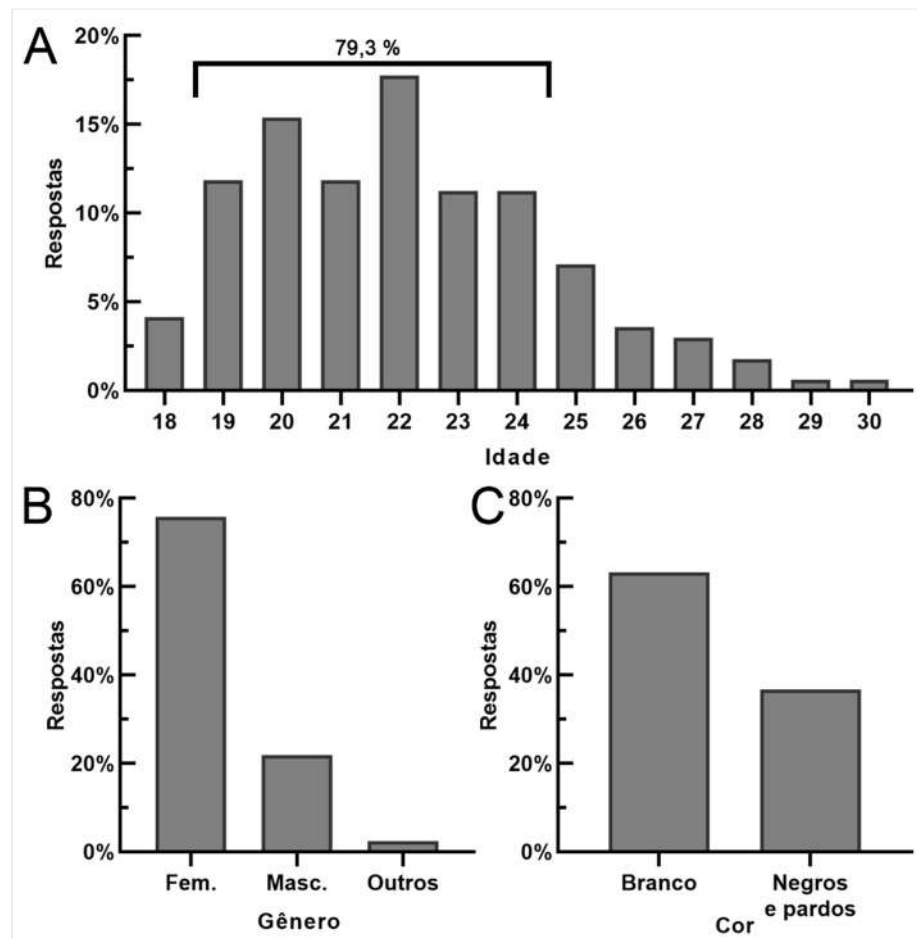 A
79,3 %
20%
15%
10%
5%
0%
Respostas
18 19 20 21 22 23 24 25 26 27 28 29 30
Idade
B
80%
60%
40%
20%
0%
Respostas
Fem. Masc. Outros
Gênero
C
80%
60%
40%
20%
0%
Respostas
Branco Negros
e pardos
Cor